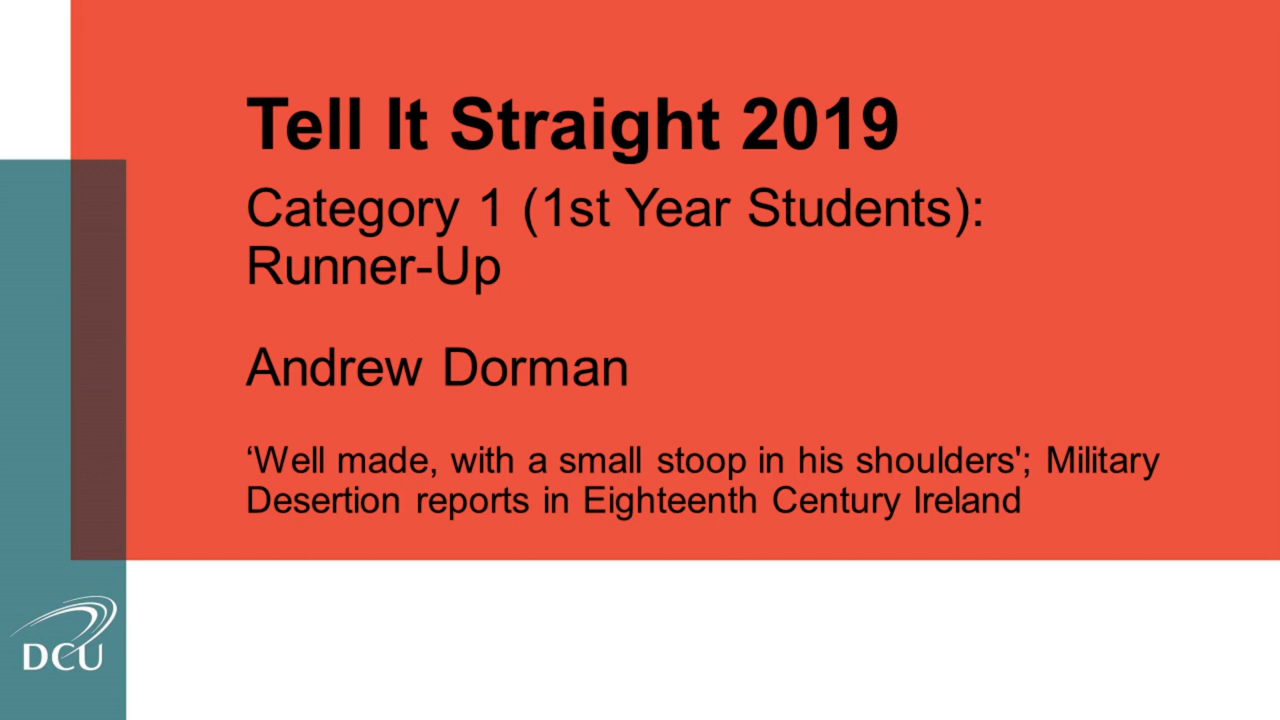 Tell It Straight 2019
Category 1 (1st Year Students):
Runner-Up
Andrew Dorman
‘Well made, with a small stoop in his shoulders'; Military
Desertion reports in Eighteenth Century Ireland
DCU